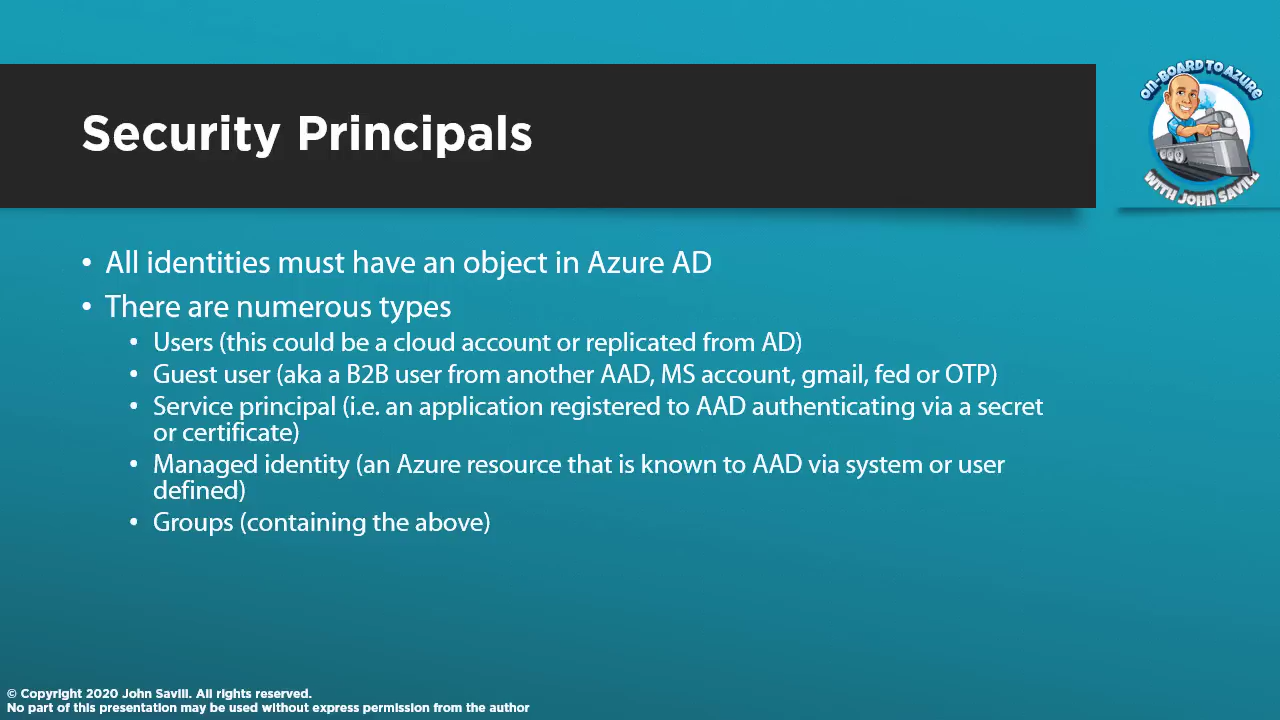 ON-BOARD TO AZURE
WITH JOHN SAVILL
Security Principals
• All identities must have an object in Azure AD
• There are numerous types
• Users (this could be a cloud account or replicated from AD)
• Guest user (aka a B2B user from another AAD, MS account, gmail, fed or OTP)
• Service principal (i.e. an application registered to AAD authenticating via a secret
or certificate)
• Managed identity (an Azure resource that is known to AAD via system or user
defined)
• Groups (containing the above)
© Copyright 2020 John Savill. All rights reserved.
No part of this presentation may be used without express permission from the author